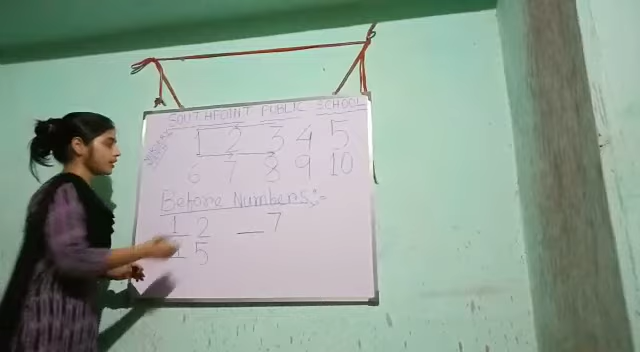 SOUTHPOINT PUBLIC SCHOOL
1 2 3 4 5
6 7 8 9 10
Before Numbers:-
1 2 _ 7
5